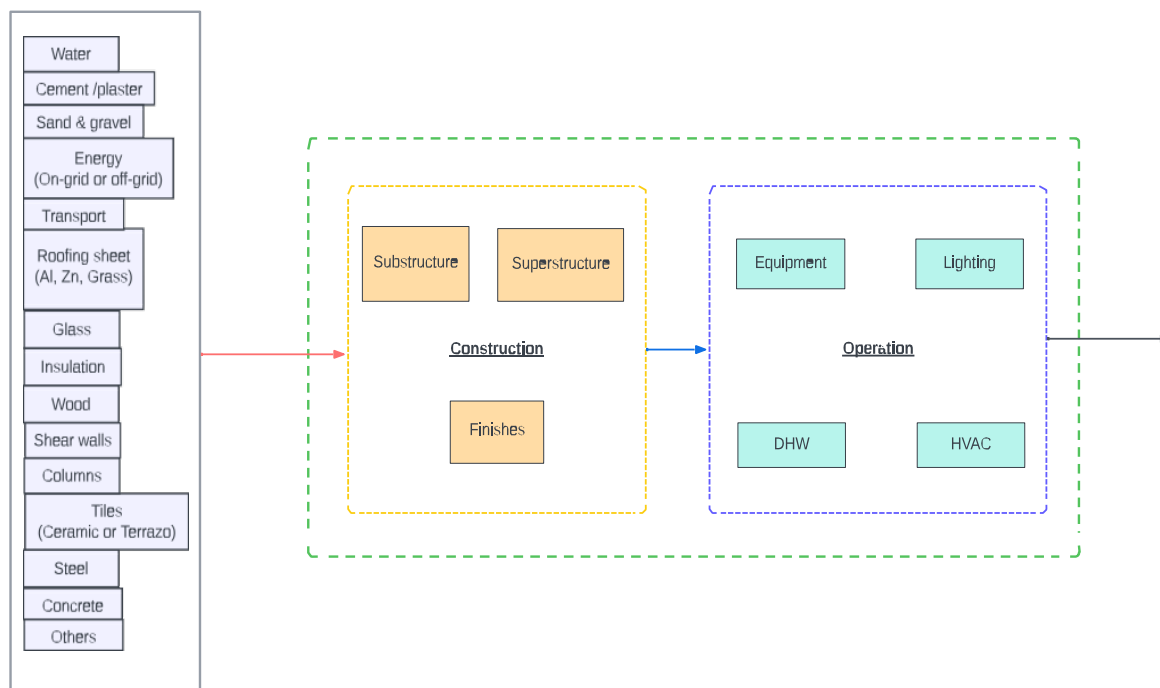 Water
Cement /plaster
Sand & gravel
Energy
(On-grid or off-grid)
Transport
Roofing sheet
(Al, Zn, Grass)
Glass
Insulation
Wood
Shear walls
Columns
Tiles
(Ceramic or Terrazo)
Steel
Concrete
Others
Substructure
Superstructure
Construction
Finishes
Equipment
Lighting
Operation
DHW
HVAC